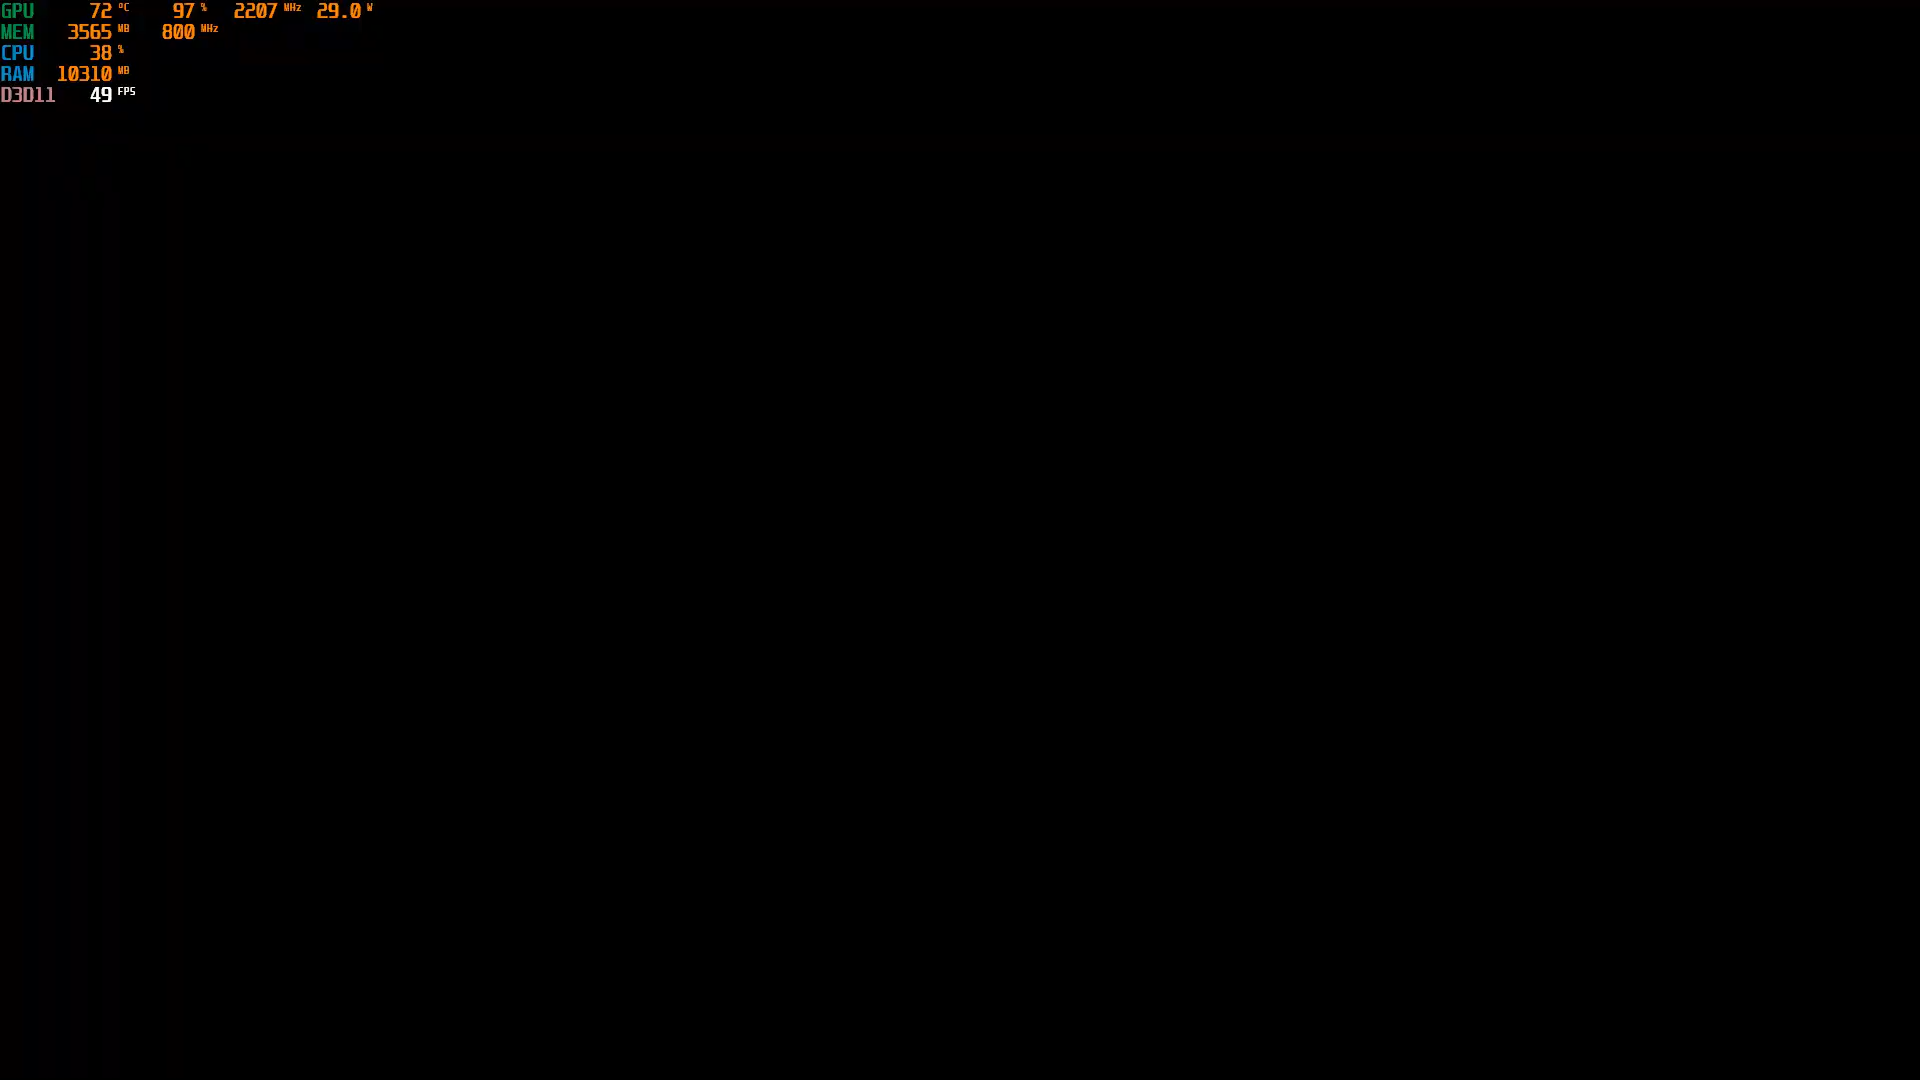 GPU 72 °C 97 % 2207 MHz 29.0 W
MEM 3565 MB 800 MHz
CPU 38 %
RAM 10310 MB
D3D11 49 FPS